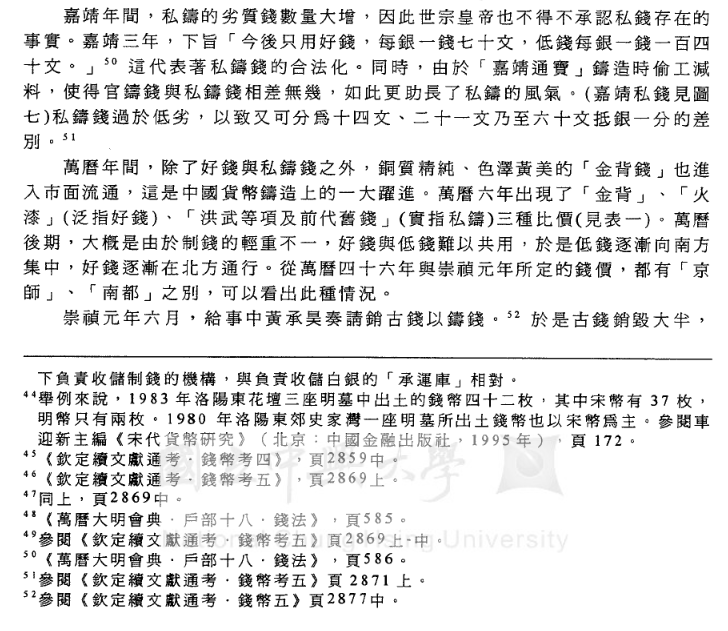 嘉靖年間，私鑄的劣質錢數量大增，因此世宗皇帝也不得不承認私錢存在的
事實。嘉靖三年，下旨「今後只用好錢，每銀一錢七十文，低錢每銀一錢一百四
十文。」50 這代表著私鑄錢的合法化。同時，由於「嘉靖通寶」鑄造時偷工減
料，使得官鑄錢與私鑄錢相差無幾，如此更助長了私鑄的風氣。(嘉靖私錢見圖
七)私鑄錢過於低劣，以致又可分爲十四文、二十一文乃至六十文抵銀一分的差
別。51
萬曆年間，除了好錢與私鑄錢之外，銅質精純、色澤黃美的「金背錢」也進
入市面流通，這是中國貨幣鑄造上的一大躍進。萬曆六年出現了「金背」、「火
漆」(泛指好錢)、「洪武等項及前代舊錢」(實指私鑄)三種比價(見表一)。萬曆
後期，大概是由於制錢的輕重不一，好錢與低錢難以共用，於是低錢逐漸向南方
集中，好錢逐漸在北方通行。從萬曆四十六年與崇禎元年所定的錢價，都有「京
師」、「南都」之別，可以看出此種情況。
崇禎元年六月，給事中黃承昊奏請銷古錢以鑄錢。52 於是古錢銷毀大半，
下負責收儲制錢的機構，與負責收儲白銀的「承運庫」相對。
44舉例來說，1983 年洛陽東花壇三座明墓中出土的錢幣四十二枚，其中宋幣有 37 枚，
明幣只有兩枚。1980 年洛陽東郊史家灣一座明墓所出土錢幣也以宋幣爲主。參閱車
迎新主編《宋代貨幣研究》（北京：中國金融出版社，1995年），頁 172。
45《欽定續文獻通考．錢幣考四》，頁2859中。
46《欽定續文獻通考．錢幣考五》，頁2869上。
47同上，頁2869中。
48《萬曆大明會典．戶部十八．錢法》，頁585。
49參閱《欽定續文獻通考．錢幣考五》頁2869上-中。
50《萬曆大明會典．戶部十八．錢法》，頁586。
51參閱《欽定續文獻通考．錢幣考五》頁 2871 上。
52參閱《欽定續文獻通考．錢幣五》頁2877中。
國立中興大學
National Chung Hsing University